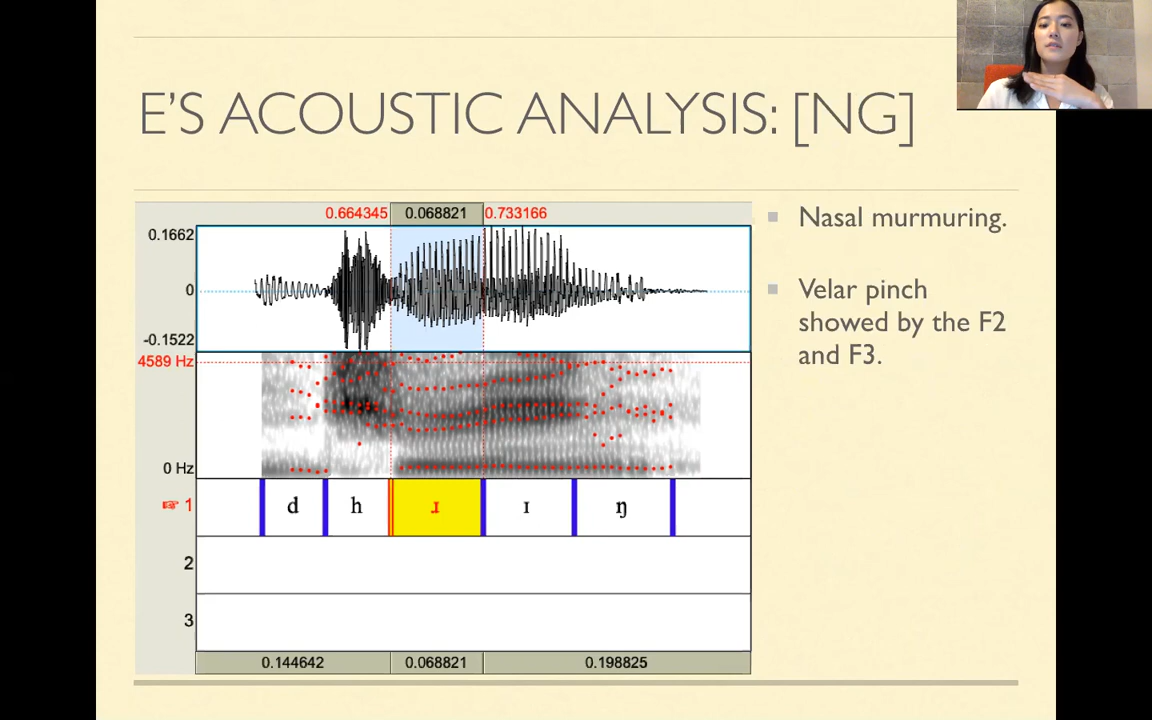 E'S ACOUSTIC ANALYSIS: [NG]
0.664345 0.068821 0.733166
0.1662
0
-0.1522
4589 Hz
0 Hz
☞ 1 d h ɹ ɪ ŋ
2
3
0.144642 0.068821 0.198825
Nasal murmuring.
Velar pinch
showed by the F2
and F3.